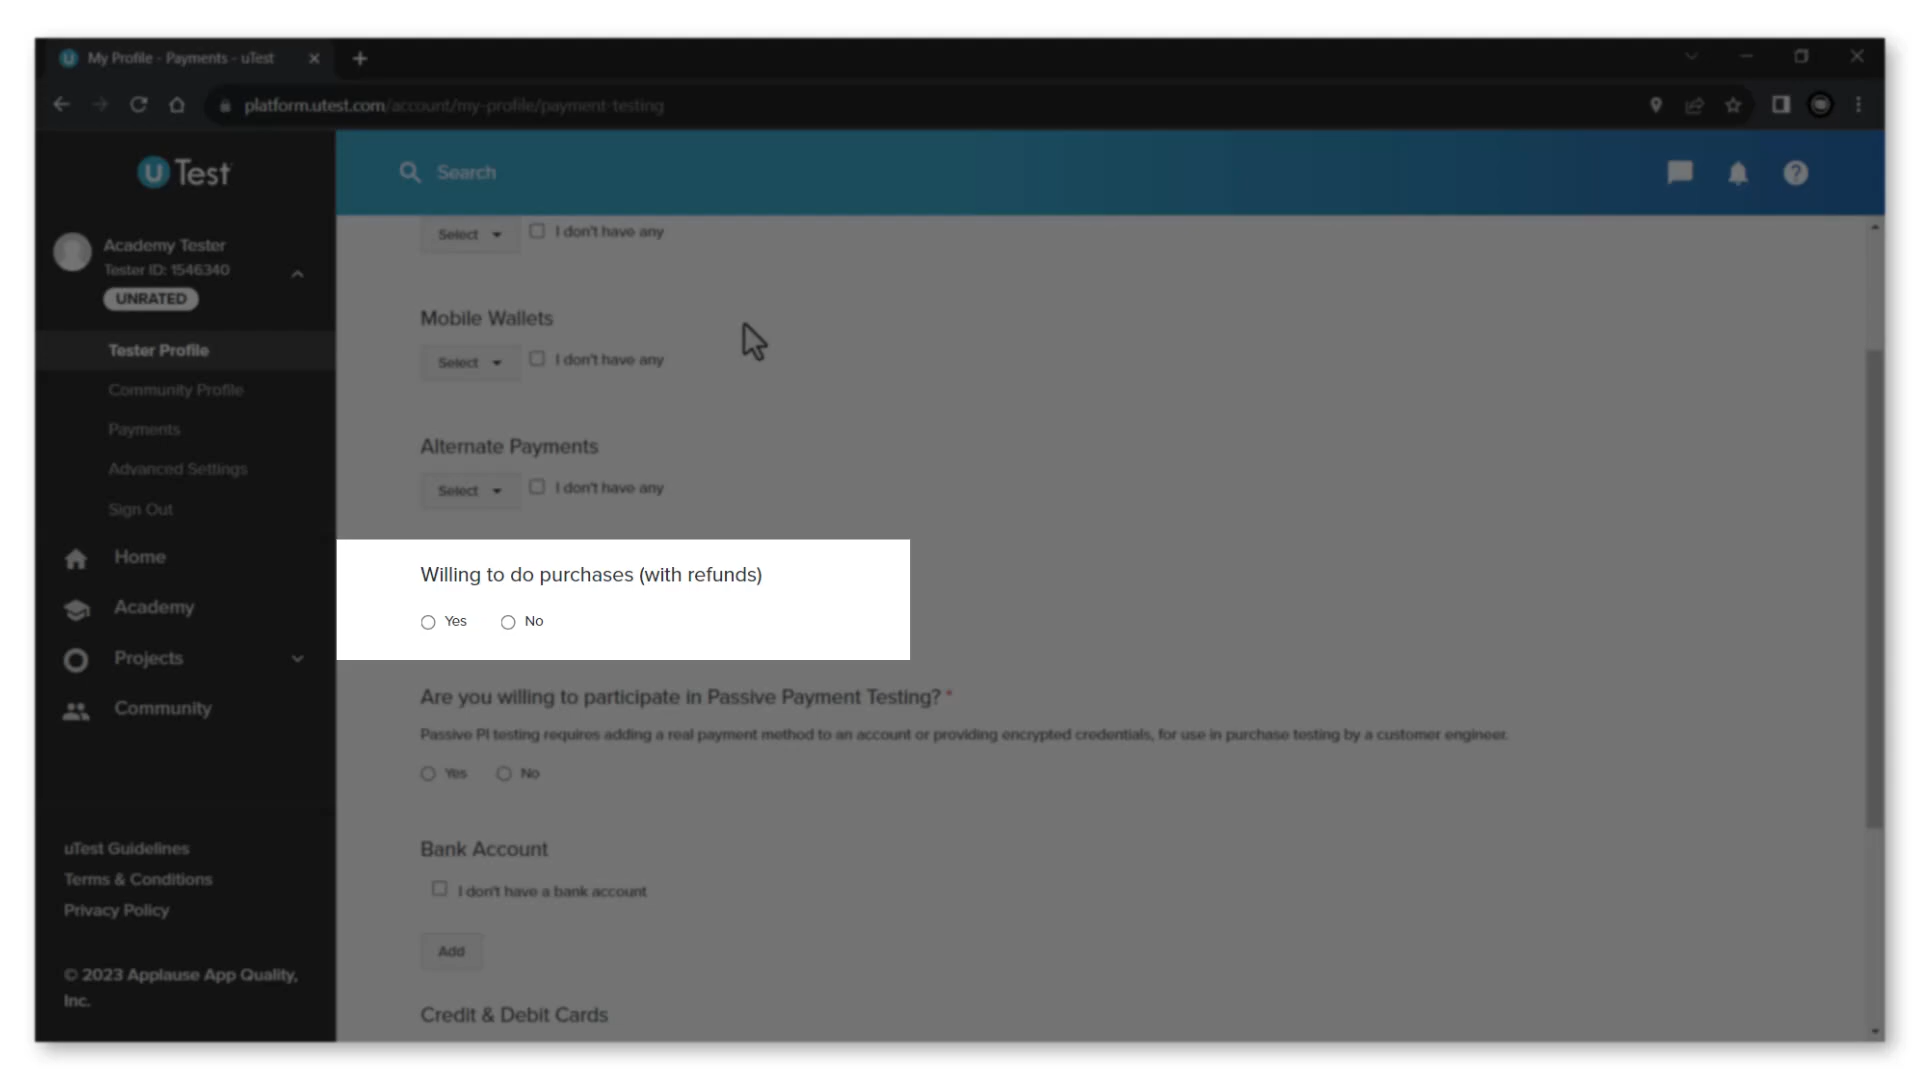 My Profile - Payments - uTest
platform.utest.com/account/my-profile/payment-testing
uTest
Search
Academy Tester
Tester ID: 1546340
UNRATED
Tester Profile
Community Profile
Payments
Advanced Settings
Sign Out
Home
Academy
Projects
Community
uTest Guidelines
Terms & Conditions
Privacy Policy
© 2023 Applause App Quality,
Inc.
Select I don't have any
Mobile Wallets
Select I don't have any
Alternate Payments
Select I don't have any
Willing to do purchases (with refunds)
Yes No
Are you willing to participate in Passive Payment Testing? *
Passive PI testing requires adding a real payment method to an account or providing encrypted credentials, for use in purchase testing by a customer engineer.
Yes No
Bank Account
I don't have a bank account
Add
Credit & Debit Cards